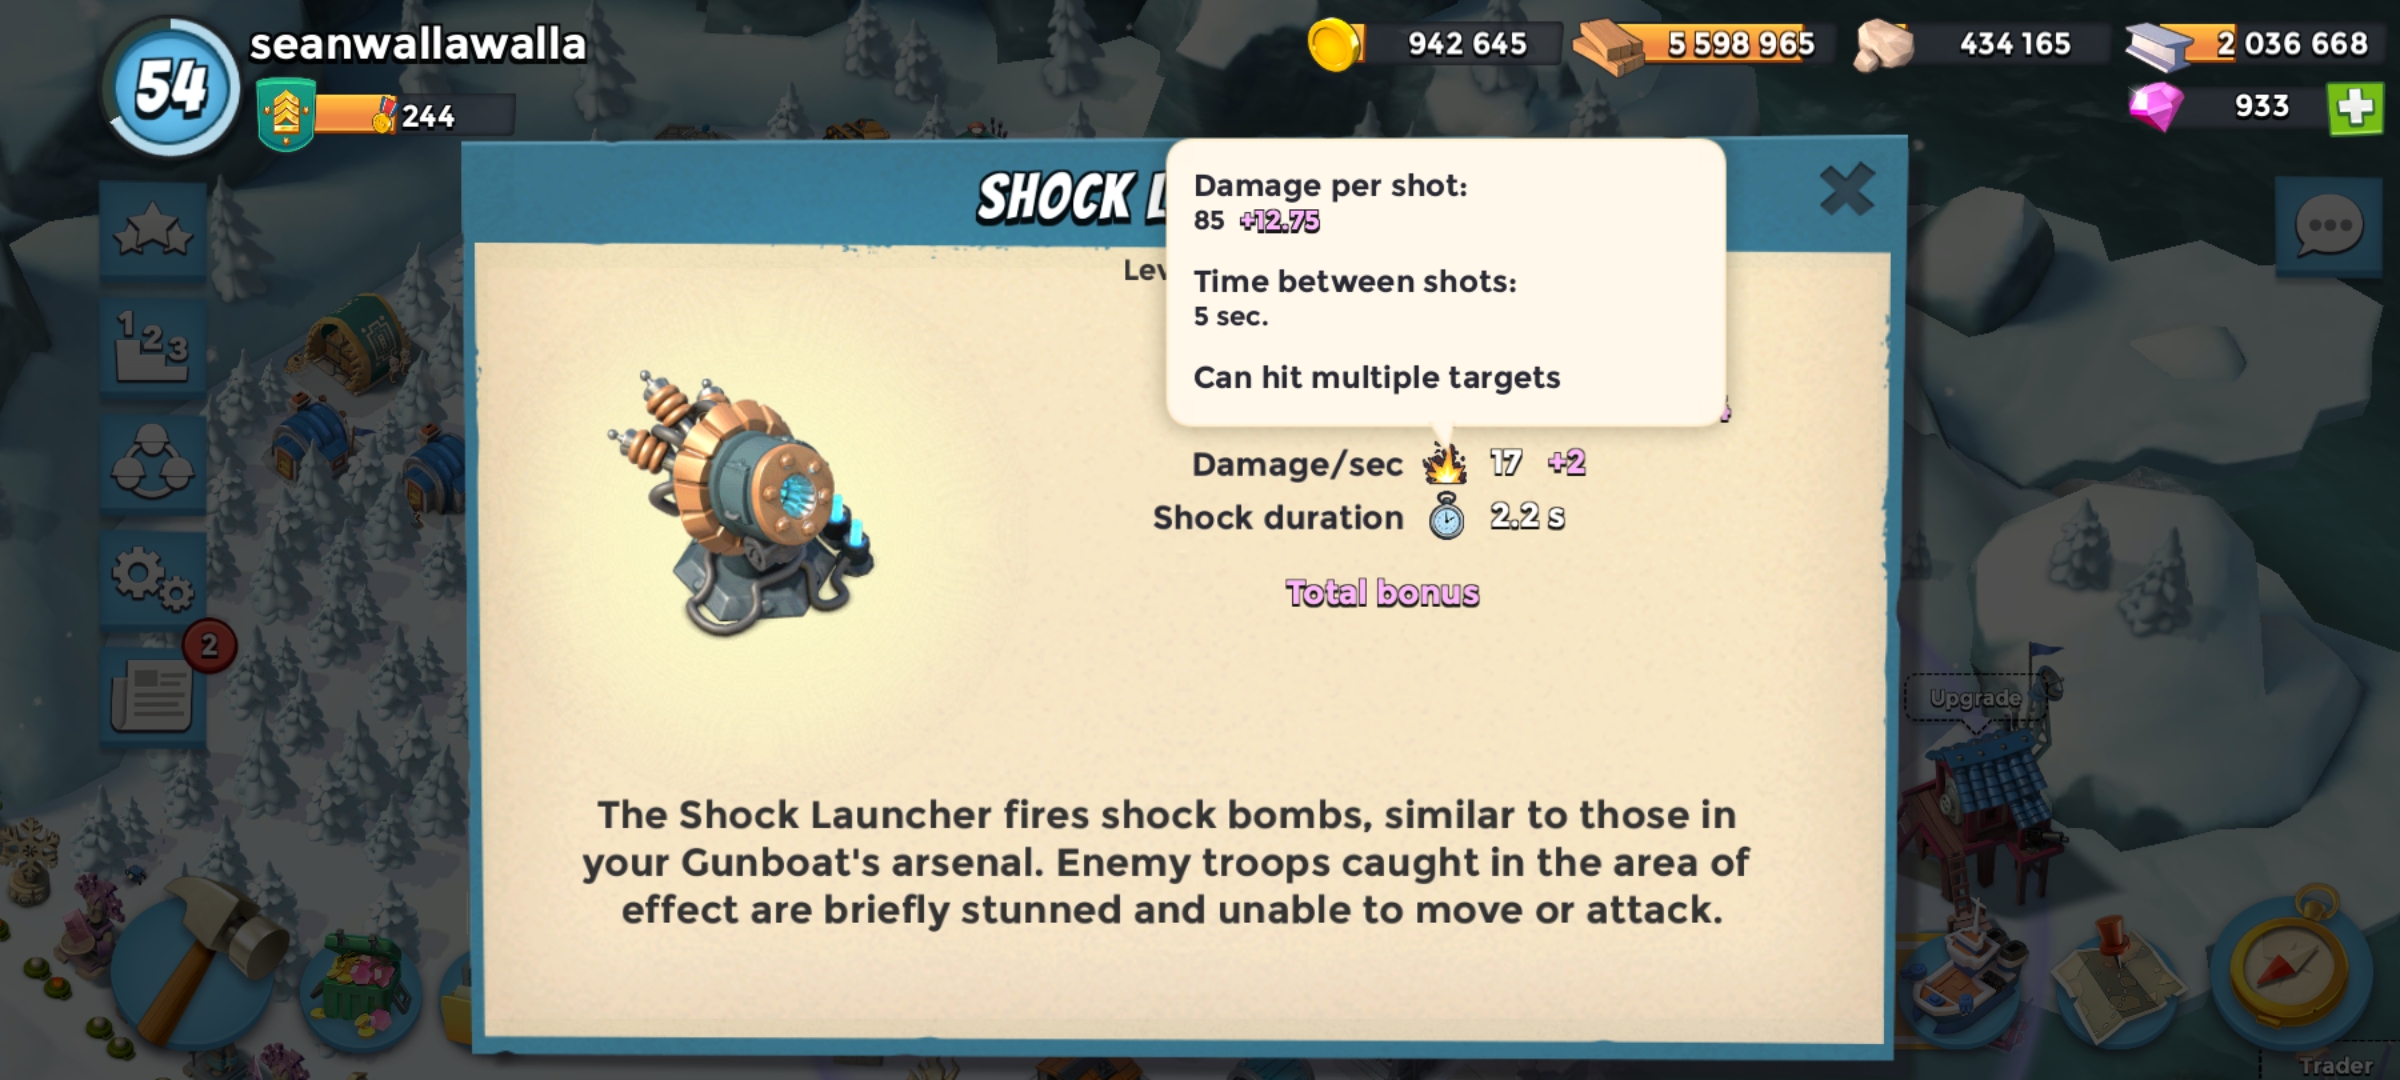 54
seanwallawalla
244
942 645
5 598 965
434 165
2 036 668
933
SHOCK
Damage per shot:
85 +12.75
Time between shots:
5 sec.
Can hit multiple targets
Damage/sec 17 +2
Shock duration 2.2 s
Total bonus
The Shock Launcher fires shock bombs, similar to those in
your Gunboat's arsenal. Enemy troops caught in the area of
effect are briefly stunned and unable to move or attack.
1 2 3
2
Upgrade
Trader